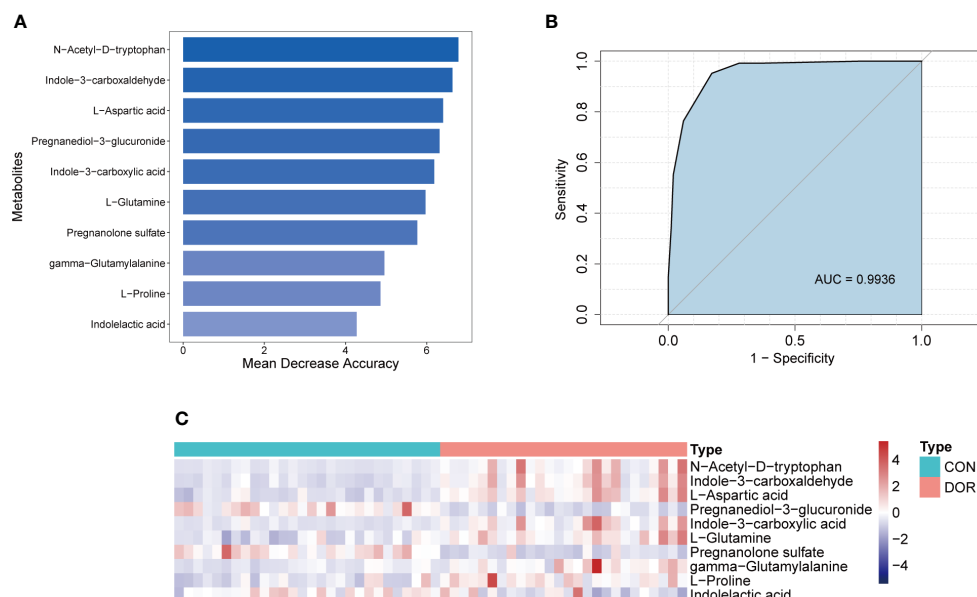 A
N-Acetyl-D-tryptophan
Indole-3-carboxaldehyde
L-Aspartic acid
Pregnanediol-3-glucuronide
Indole-3-carboxylic acid
L-Glutamine
Pregnanolone sulfate
gamma-Glutamylalanine
L-Proline
Indolelactic acid
Metabolites
0 2 4 6
Mean Decrease Accuracy
B
1.0
0.8
0.6
0.4
0.2
0.0
Sensitivity
AUC = 0.9936
0.0 0.5 1.0
1 - Specificity
C
Type
N-Acetyl-D-tryptophan
Indole-3-carboxaldehyde
L-Aspartic acid
Pregnanediol-3-glucuronide
Indole-3-carboxylic acid
L-Glutamine
Pregnanolone sulfate
gamma-Glutamylalanine
L-Proline
Indolelactic acid
4
2
0
-2
-4
Type
CON
DOR